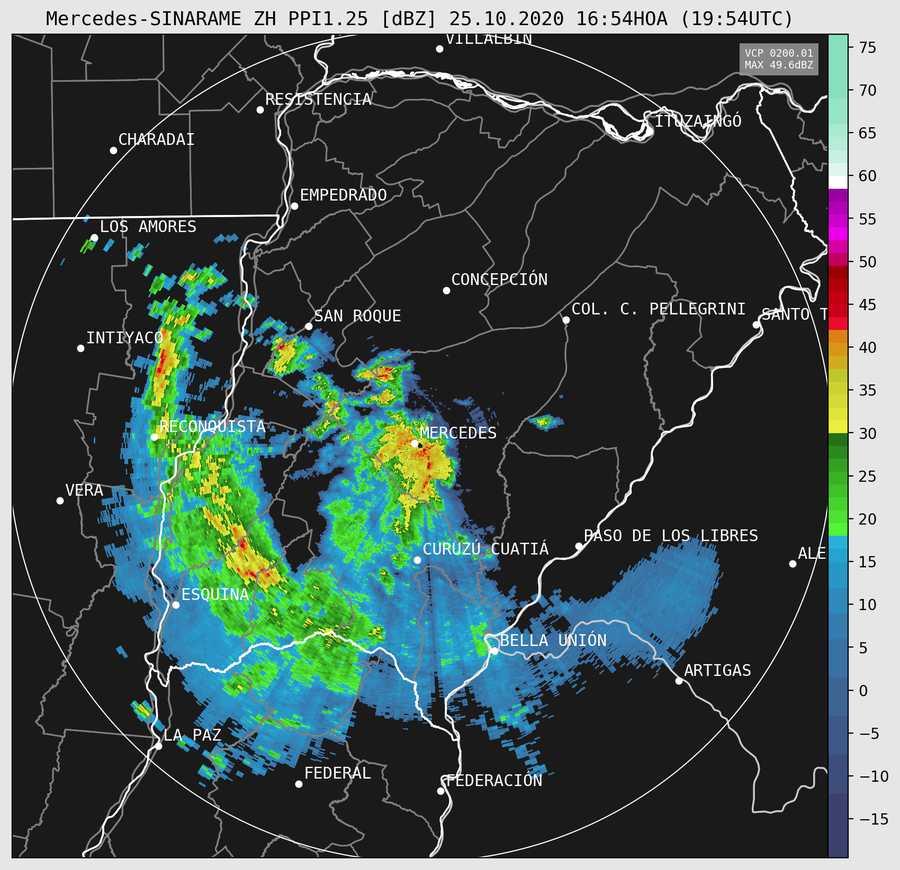 Mercedes-SINARAME ZH PPI1.25 [dBZ] 25.10.2020 16:54HOA (19:54UTC)
VILLALBIN
VCP 0200.01
MAX 49.6dBZ
RESISTENCIA
ITUZAINGÓ
CHARADAI
EMPEDRADO
LOS AMORES
CONCEPCIÓN
COL. C. PELLEGRINI
SANTO T
SAN ROQUE
INTIYACO
RECONQUISTA
MERCEDES
VERA
PASO DE LOS LIBRES
CURUZU CUATIÁ
ALE
ESQUINA
BELLA UNIÓN
ARTIGAS
LA PAZ
FEDERAL
FEDERACIÓN
75
70
65
60
55
50
45
40
35
30
25
20
15
10
5
0
−5
−10
−15